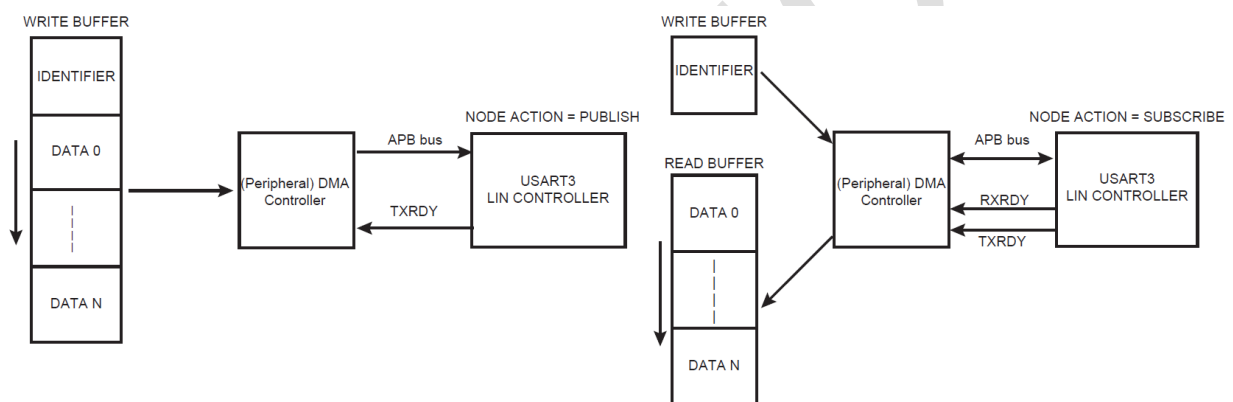 WRITE BUFFER
IDENTIFIER
DATA 0
DATA N
(Peripheral) DMA
Controller
APB bus
TXRDY
NODE ACTION = PUBLISH
USART3
LIN CONTROLLER
WRITE BUFFER
IDENTIFIER
READ BUFFER
DATA 0
DATA N
(Peripheral) DMA
Controller
APB bus
RXRDY
TXRDY
NODE ACTION = SUBSCRIBE
USART3
LIN CONTROLLER